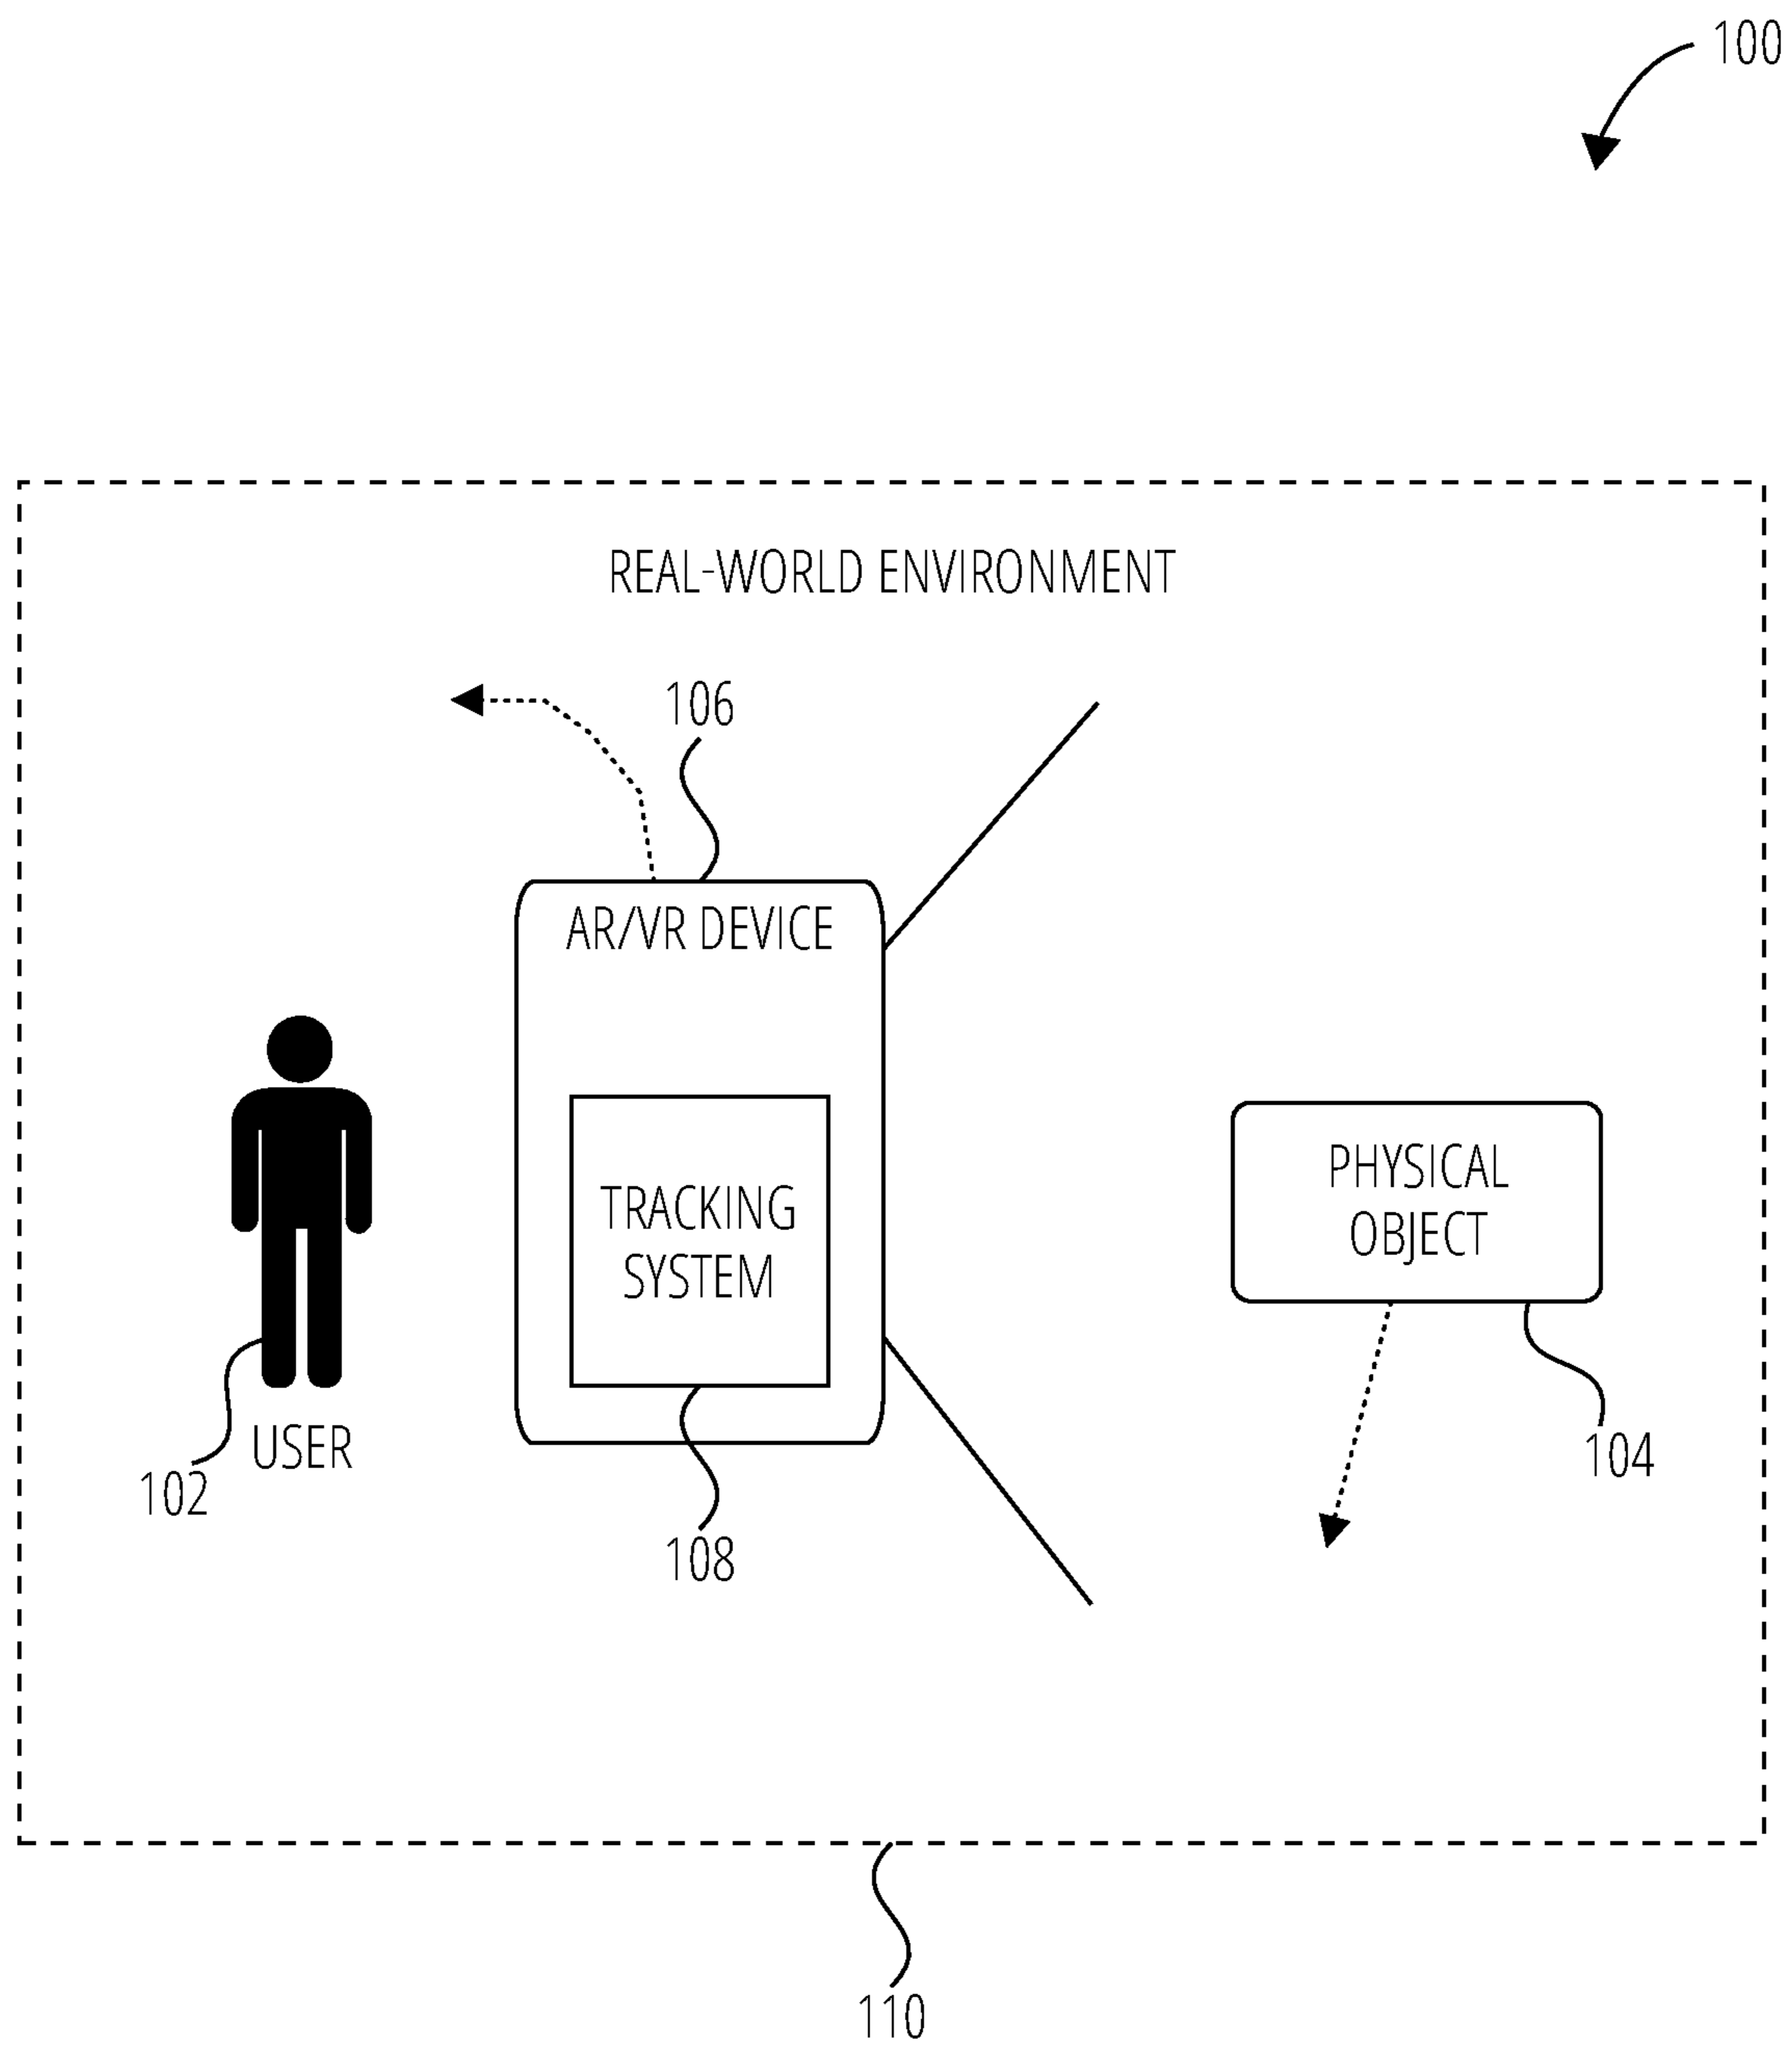 100
REAL-WORLD ENVIRONMENT
106
AR/VR DEVICE
TRACKING
SYSTEM
PHYSICAL
OBJECT
USER
102
104
108
110